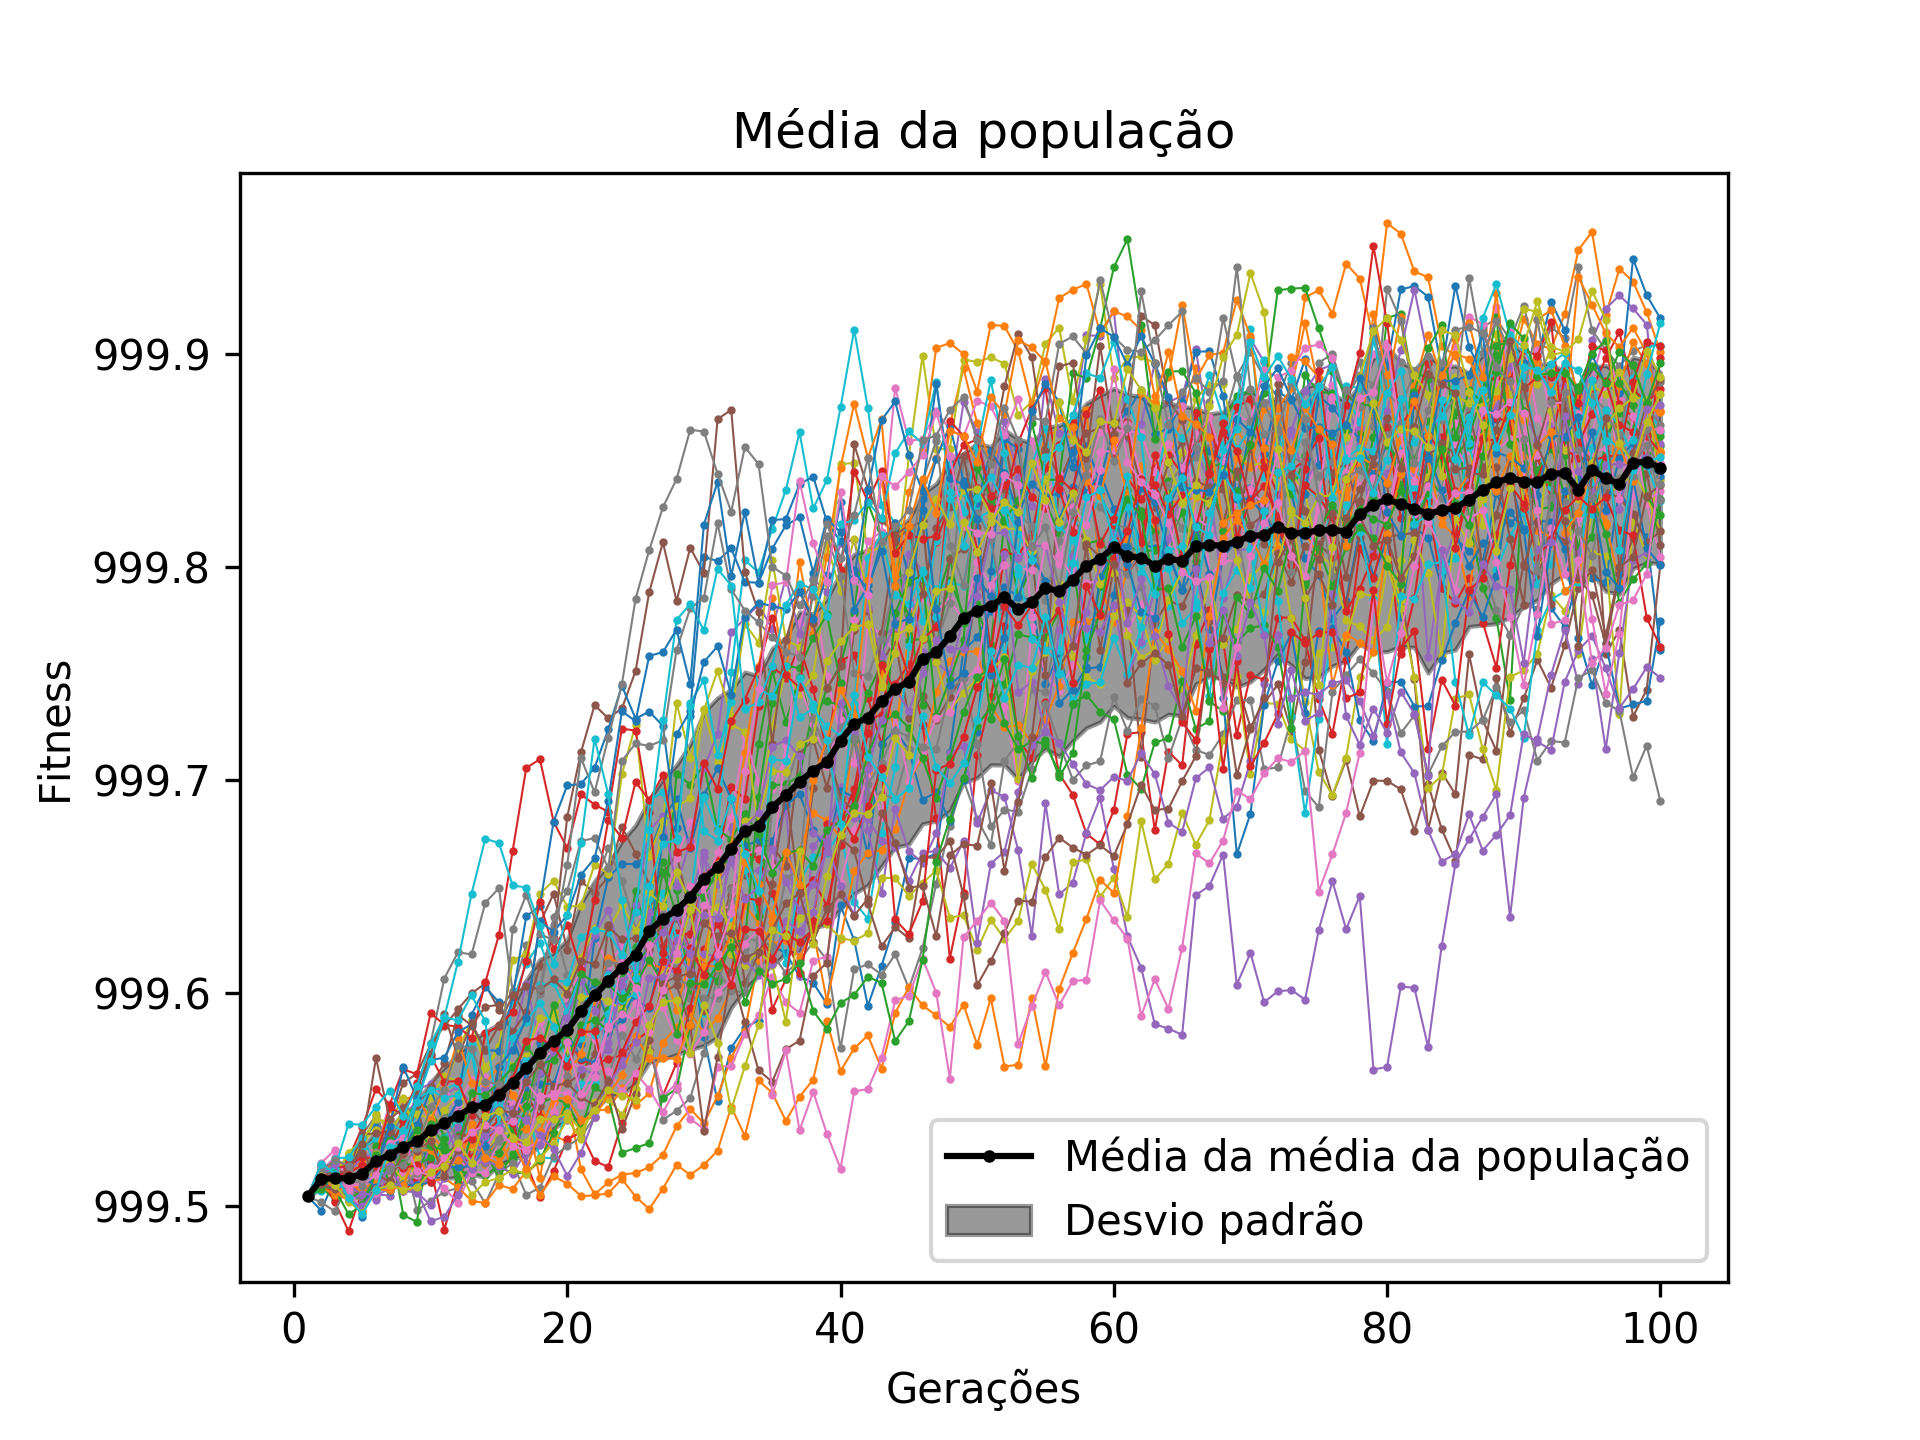 Média da população
Fitness
999.9
999.8
999.7
999.6
999.5
0 20 40 60 80 100
Gerações
Média da média da população
Desvio padrão